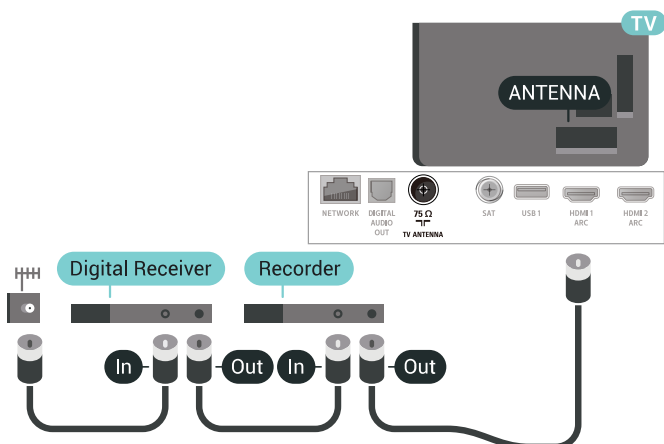 TV
ANTENNA
NETWORK
DIGITAL
AUDIO
OUT
75 Ω
TV ANTENNA
SAT
USB 1
HDMI 1
ARC
HDMI 2
ARC
Digital Receiver
Recorder
In
Out
In
Out